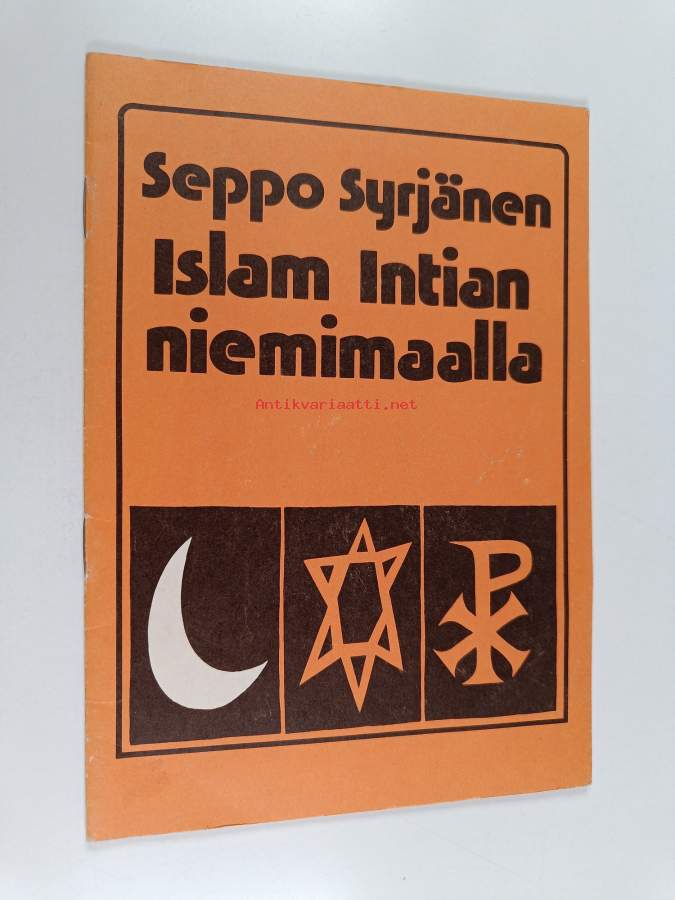 Seppo Syrjänen
Islam Intian
niemimaalla
Antikvariaatti.net